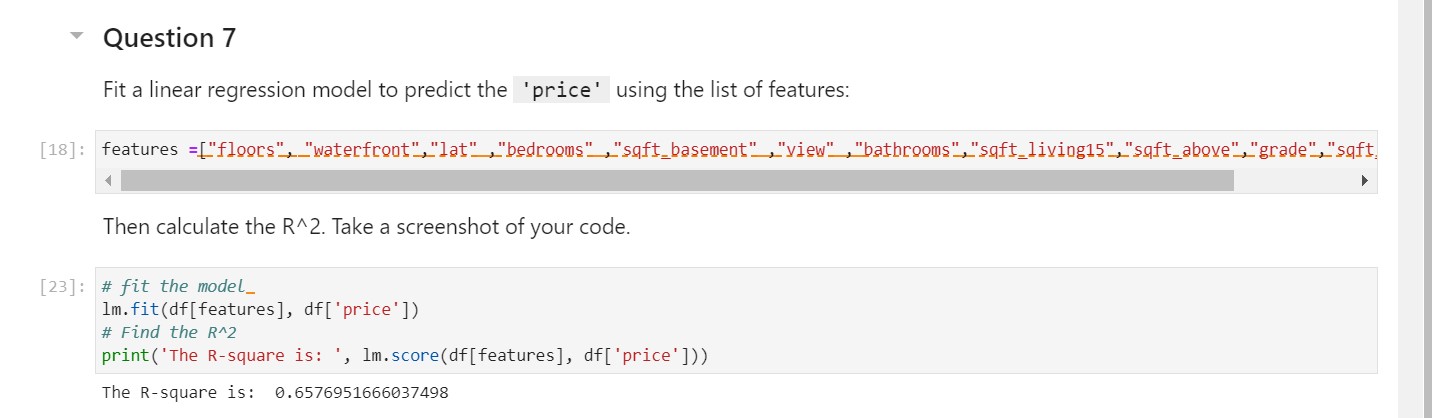 Question 7
Fit a linear regression model to predict the 'price' using the list of features:
[18]: features =["floors", "waterfront","lat" ,"bedrooms" ,"sqft_basement" ,"view" ,"bathrooms","sqft_living15","sqft_above","grade","sqft_
Then calculate the R^2. Take a screenshot of your code.
[23]: # fit the model
lm.fit(df[features], df['price'])
# Find the R^2
print('The R-square is: ', lm.score(df[features], df['price']))
The R-square is:  0.6576951666037498